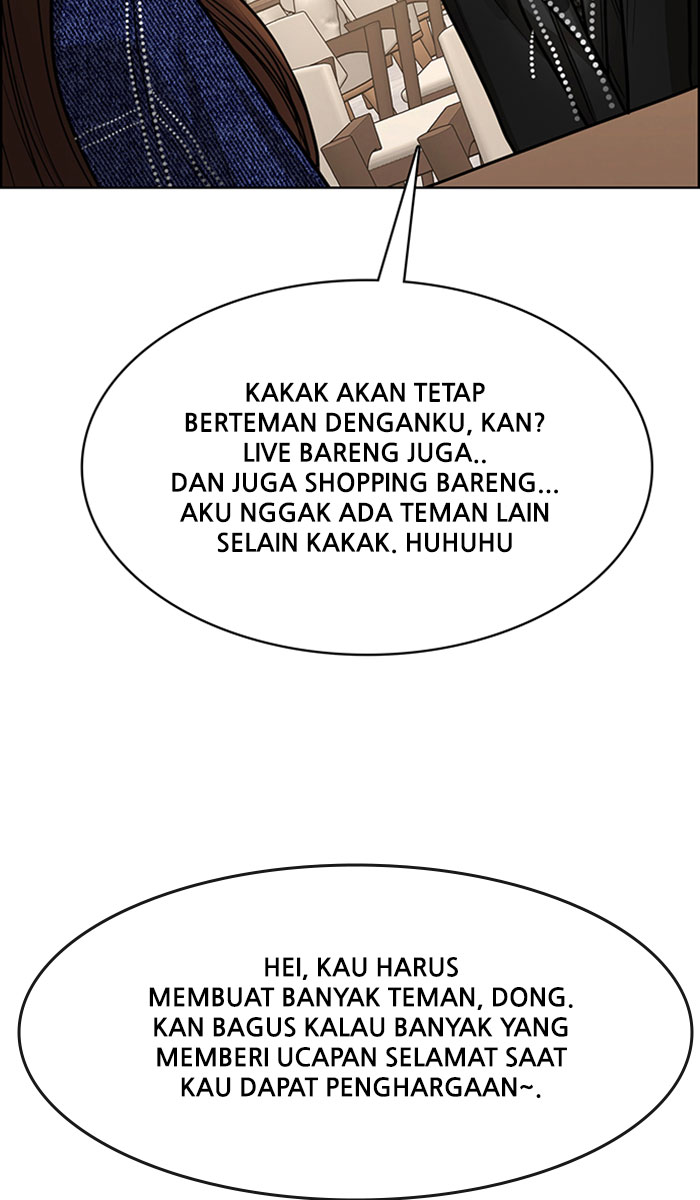 KAKAK AKAN TETAP
BERTEMAN DENGANKU, KAN?
LIVE BARENG JUGA..
DAN JUGA SHOPPING BARENG...
AKU NGGAK ADA TEMAN LAIN
SELAIN KAKAK. HUHUHU
HEI, KAU HARUS
MEMBUAT BANYAK TEMAN, DONG.
KAN BAGUS KALAU BANYAK YANG
MEMBERI UCAPAN SELAMAT SAAT
KAU DAPAT PENGHARGAAN~.